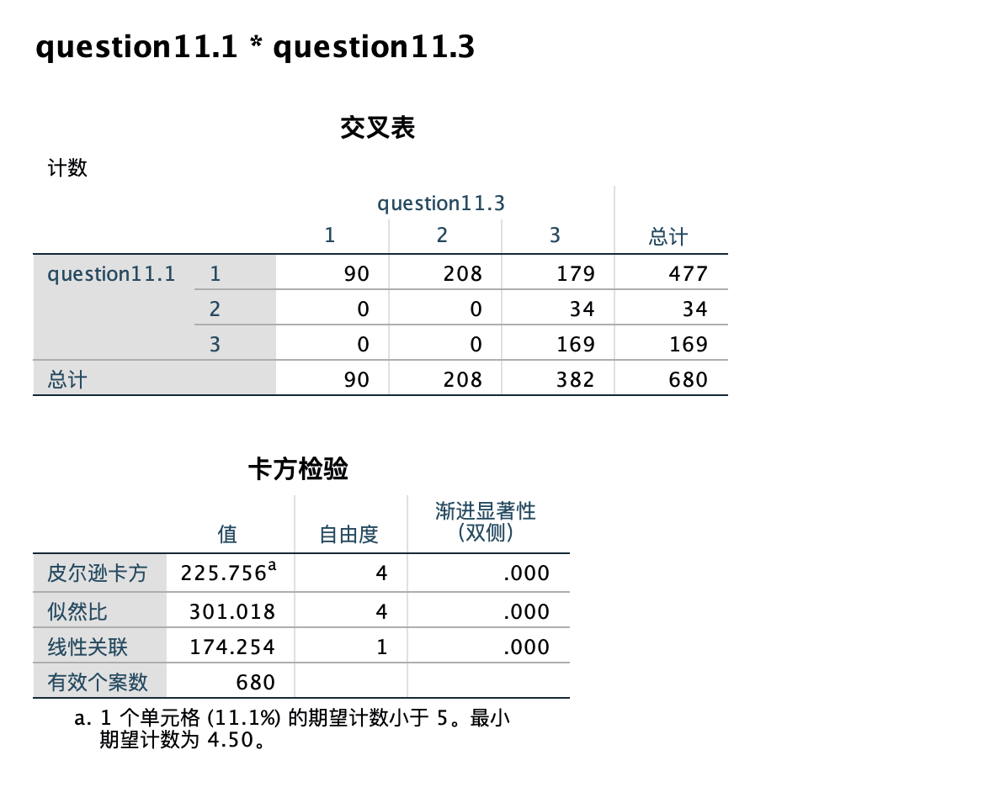 question11.1 * question11.3
交叉表
计数
question11.3
1 2 3 总计
question11.1 1 90 208 179 477
2 0 0 34 34
3 0 0 169 169
总计 90 208 382 680
卡方检验
值 自由度 渐进显著性
（双侧）
皮尔逊卡方 225.756a 4 .000
似然比 301.018 4 .000
线性关联 174.254 1 .000
有效个案数 680
a. 1 个单元格 (11.1%) 的期望计数小于 5。最小
期望计数为 4.50。